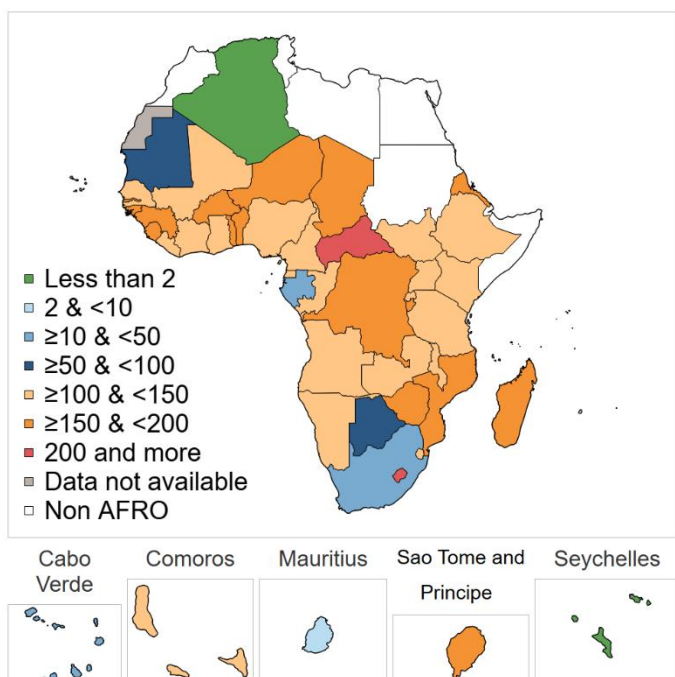 Less than 2
2 & <10
≥10 & <50
≥50 & <100
≥100 & <150
≥150 & <200
200 and more
Data not available
Non AFRO
Cabo
Verde
Comoros
Mauritius
Sao Tome and
Principe
Seychelles